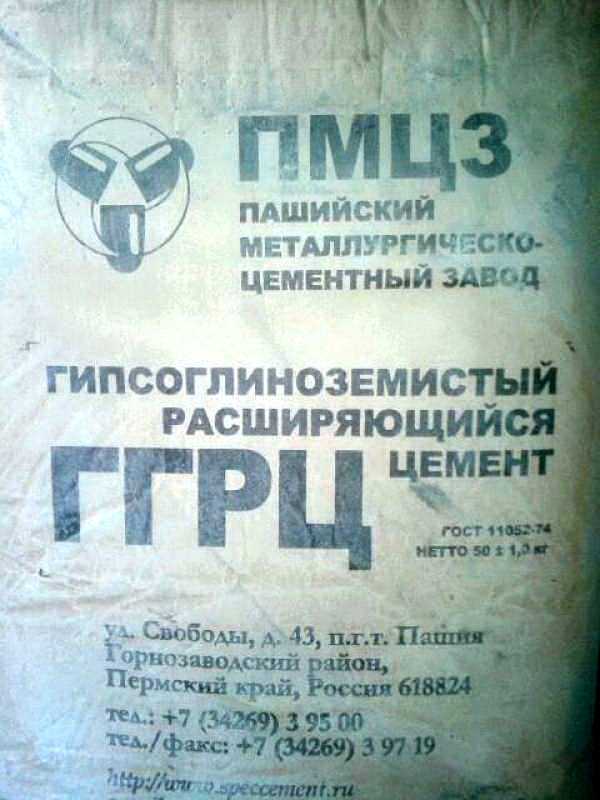 ПМЦЗ
ПАШИЙСКИЙ
МЕТАЛЛУРГИЧЕСКО-
ЦЕМЕНТНЫЙ ЗАВОД
ГИПСОГЛИНОЗЕМИСТЫЙ
РАСШИРЯЮЩИЙСЯ
ЦЕМЕНТ
ГГРЦ
ГОСТ 11052-74
НЕТТО 50 ± 1,0 кг
ул. Свободы, д. 43, п.г.т. Пашия
Горнозаводский район,
Пермский край, Россия 618824
тел.: +7 (34269) 3 95 00
тел./факс: +7 (34269) 3 97 19
http://www.speccement.ru